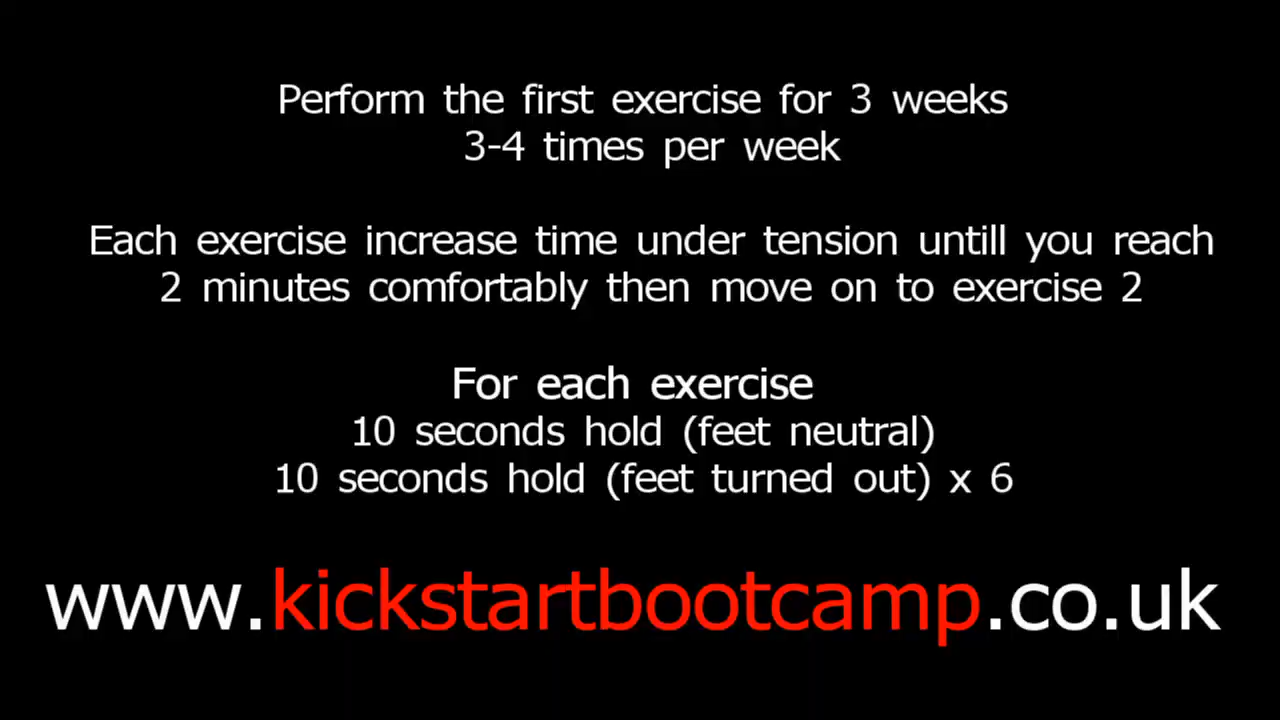 Perform the first exercise for 3 weeks
3-4 times per week
Each exercise increase time under tension untill you reach
2 minutes comfortably then move on to exercise 2
For each exercise
10 seconds hold (feet neutral)
10 seconds hold (feet turned out) x 6
www.kickstartbootcamp.co.uk